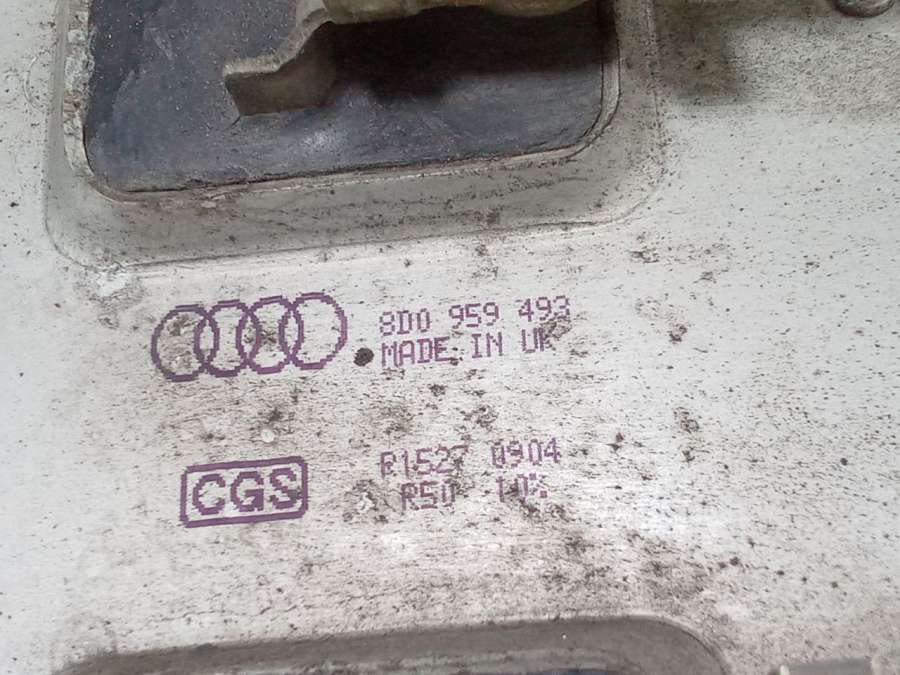 8D0 959 493
MADE IN UK
CGS
R1527 0904
R50 10%